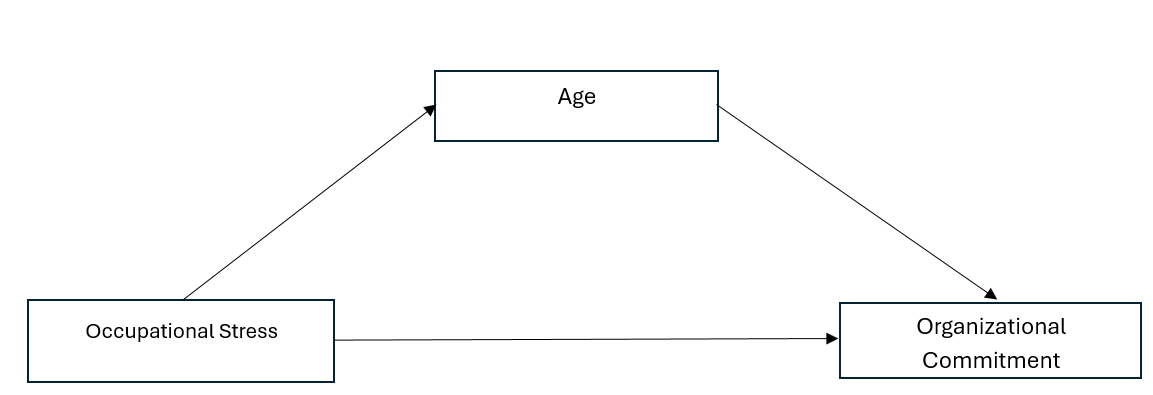 Age
Occupational Stress
Organizational
Commitment